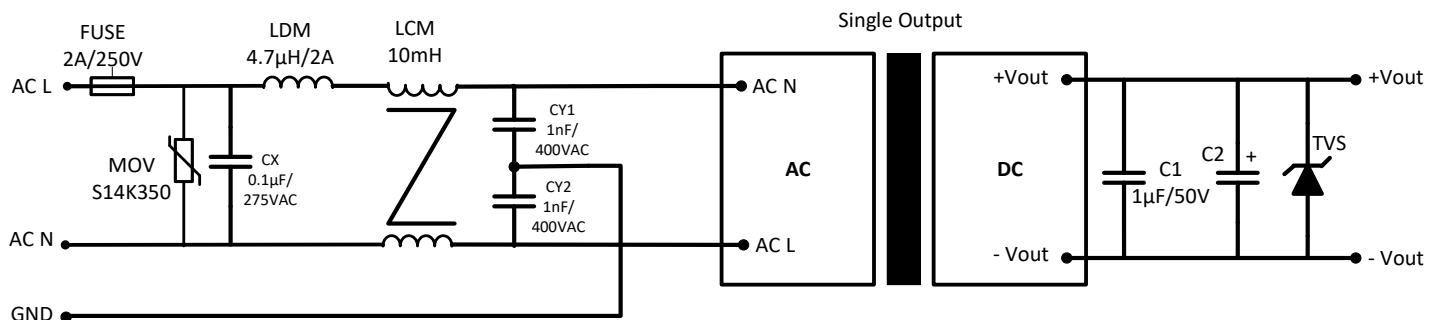 Single Output
FUSE
2A/250V
LDM
4.7µH/2A
LCM
10mH
AC L
MOV
S14K350
CX
0.1µF/
275VAC
CY1
1nF/
400VAC
CY2
1nF/
400VAC
AC N
GND
AC N
AC
AC L
+Vout
DC
- Vout
C1
1µF/50V
C2
+
TVS
+Vout
- Vout